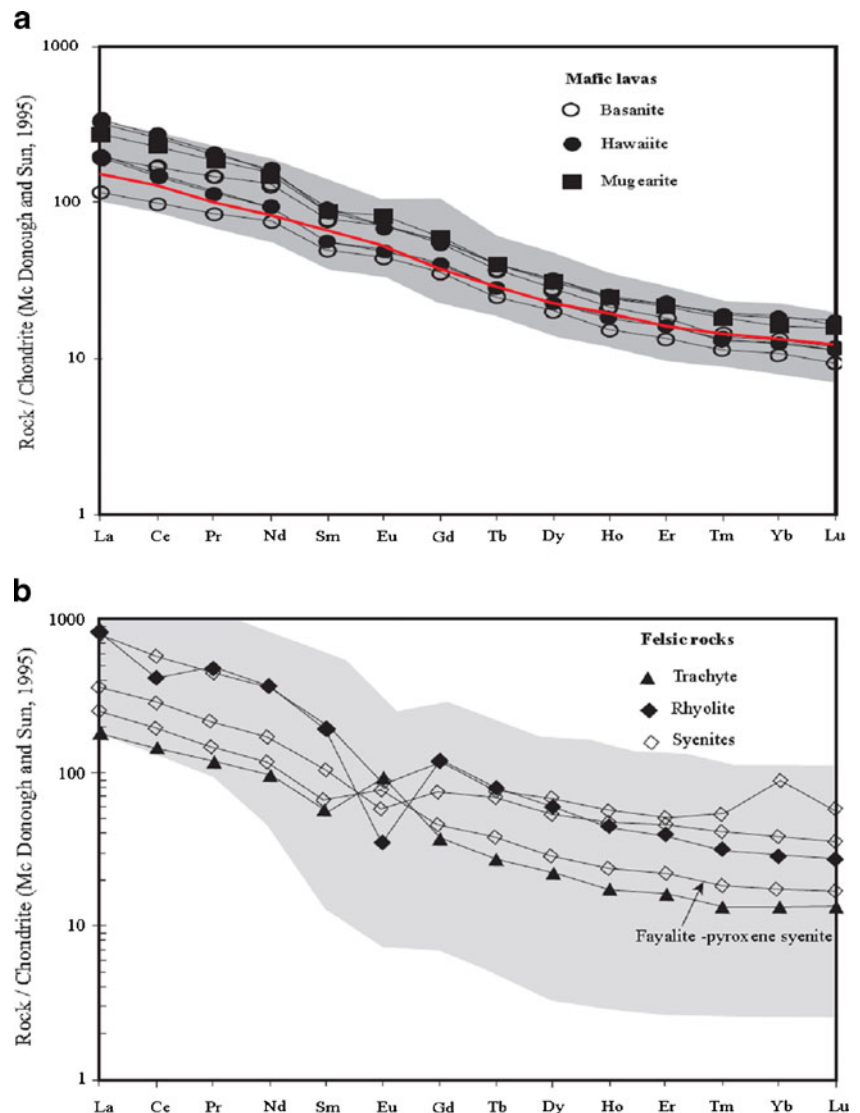 a
Rock / Chondrite (Mc Donough and Sun, 1995)
1000
100
10
1
Mafic lavas
Basanite
Hawaiite
Mugearite
La Ce Pr Nd Sm Eu Gd Tb Dy Ho Er Tm Yb Lu
b
Rock / Chondrite (Mc Donough and Sun, 1995)
1000
100
10
1
Felsic rocks
Trachyte
Rhyolite
Syenites
Fayalite -pyroxene syenite
La Ce Pr Nd Sm Eu Gd Tb Dy Ho Er Tm Yb Lu